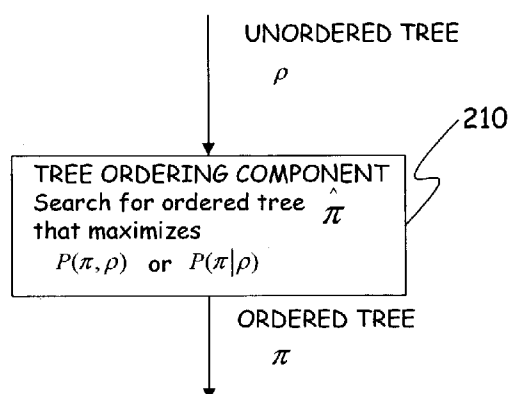 UNORDERED TREE
ρ
210
TREE ORDERING COMPONENT
Search for ordered tree π̂
that maximizes
P(π,ρ) or P(π|ρ)
ORDERED TREE
π